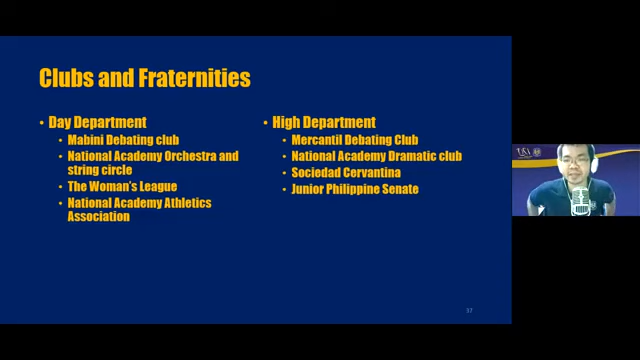 Clubs and Fraternities
• Day Department
• Mabini Debating club
• National Academy Orchestra and
string circle
• The Woman's League
• National Academy Athletics
Association
• High Department
• Mercantil Debating Club
• National Academy Dramatic club
• Sociedad Cervantina
• Junior Philippine Senate
37